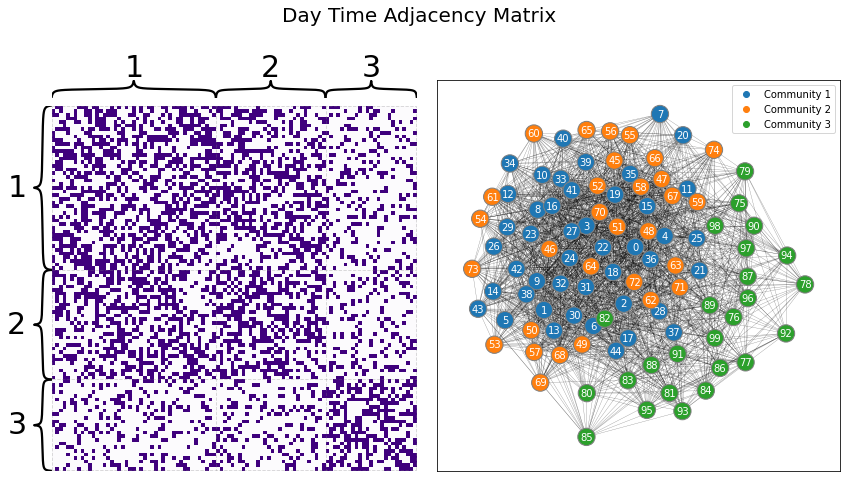 Day Time Adjacency Matrix
1 2 3
1
2
3
Community 1
Community 2
Community 3
7
20
60 65 56 55
40
74
34 39 45 66
79
10 33 35
47
61 12 41 52 19 58 11
67
59 75
54 8 16 15
70
98 90
29 23 27 3 51 48 4 25
26 46 22 0 97
94
73 42 24 64 18 36 63 21 87
78
14 38 9 32 31 72 71
96
43 1 2 62 28 89
5 30 82 76
50 13 6 37 92
53 49 17 99
57 68 44 91
88 86 77
69 83
80 81 84
95 93
85